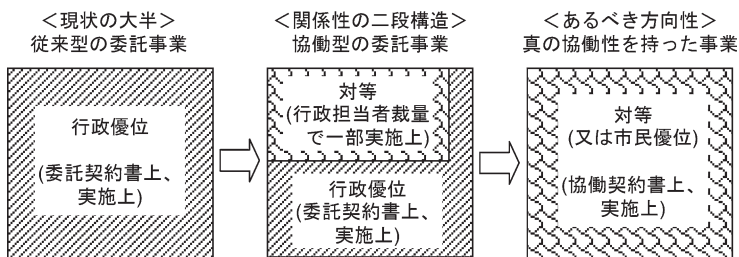 ＜現状の大半＞
従来型の委託事業
行政優位
(委託契約書上、
実施上)
＜関係性の二段構造＞
協働型の委託事業
対等
(行政担当者裁量
で一部実施上)
行政優位
(委託契約書上、
実施上)
＜あるべき方向性＞
真の協働性を持った事業
対等
(又は市民優位)
(協働契約書上、
実施上)